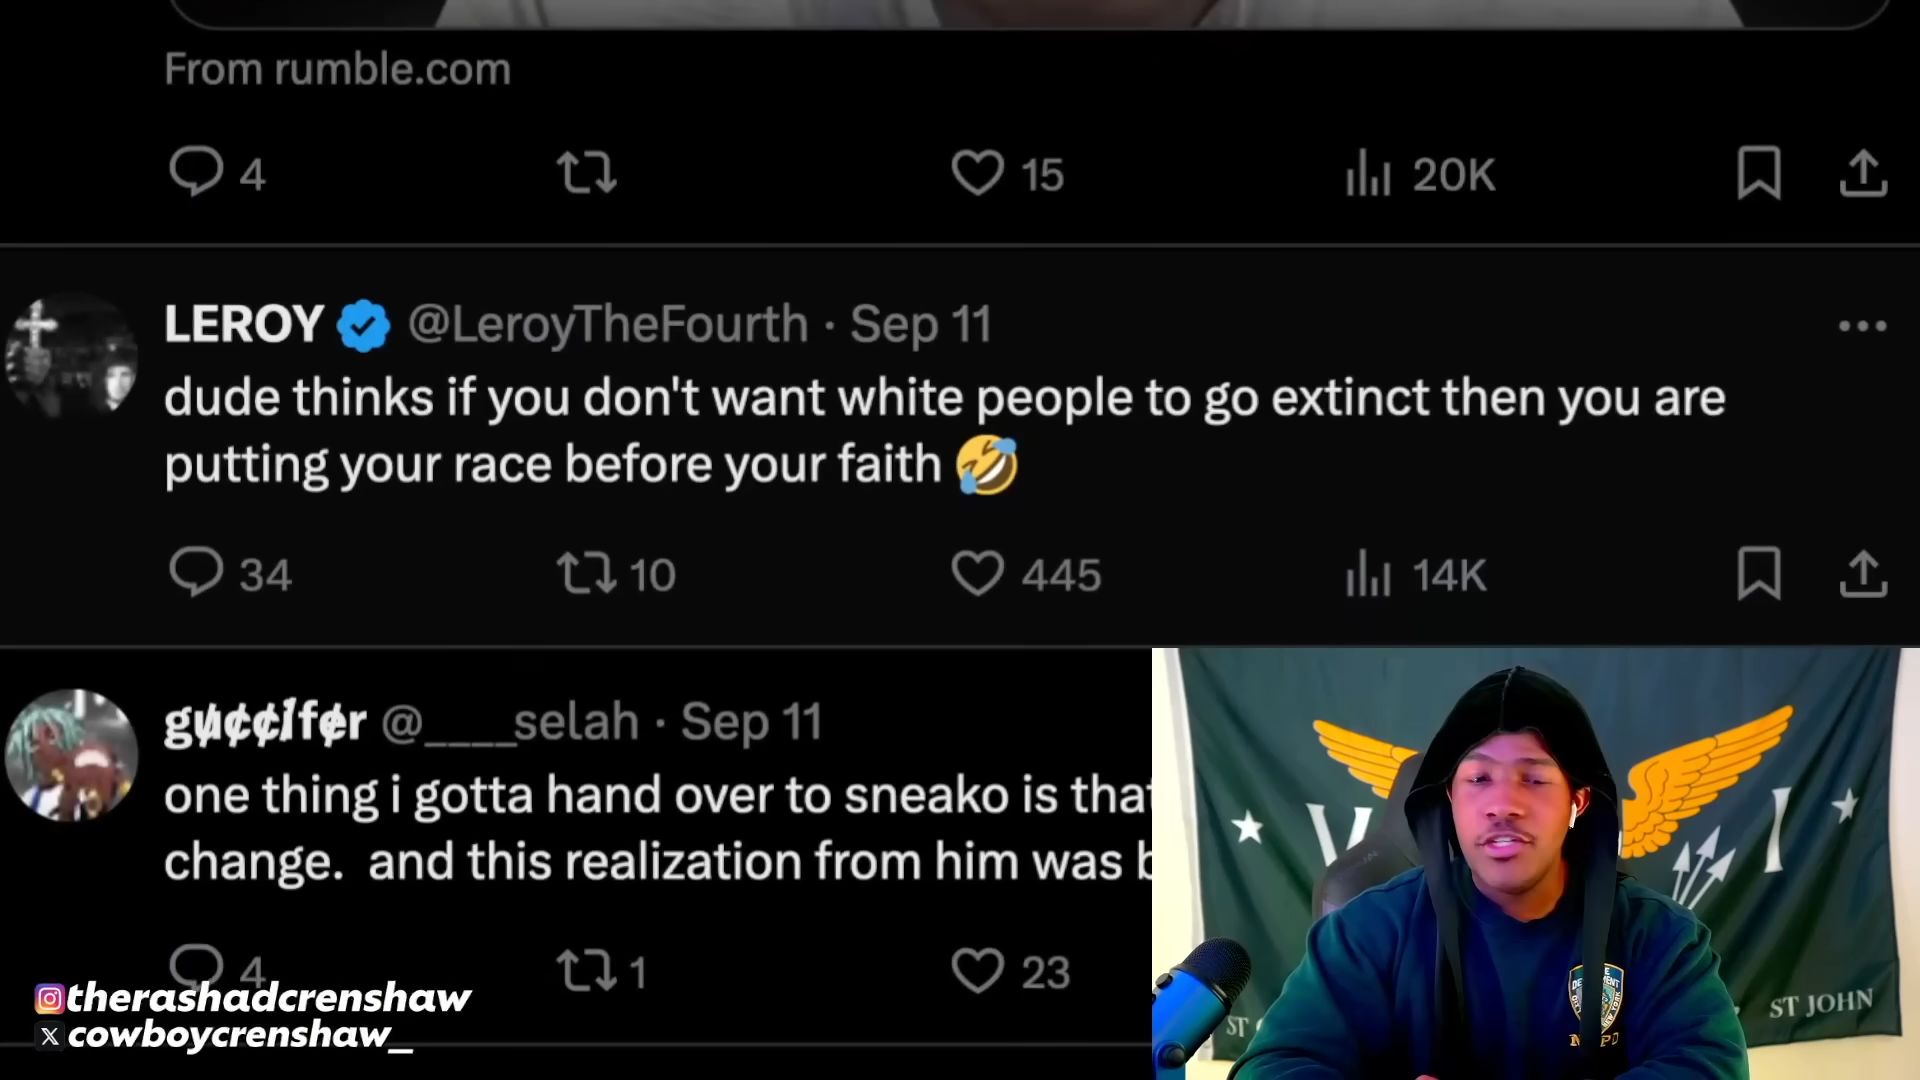 From rumble.com
4 15 20K
LEROY @LeroyTheFourth · Sep 11
dude thinks if you don't want white people to go extinct then you are
putting your race before your faith 🤣
34 10 445 14K
gu̷¢¢i̷fe̷r @____selah · Sep 11
one thing i gotta hand over to sneako is that
change. and this realization from him was b
4 1 23
therashadcrenshaw
cowboycrenshaw_
V I
ST JOHN
ST